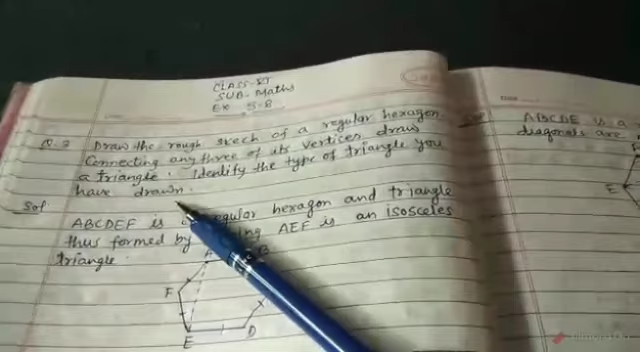 CLASS-VI
SUB- Maths
EX 5.8
Q.2 Draw the rough skech of a regular hexagon.
Connecting any three of its vertices, draw
a triangle. Identify the type of triangle you
have drawn.
Sol
ABCDEF is regular hexagon and triangle
thus formed by AEF is an isosceles
triangle.
A
B
F
E
D
ABCDE is a
diagonals are
E